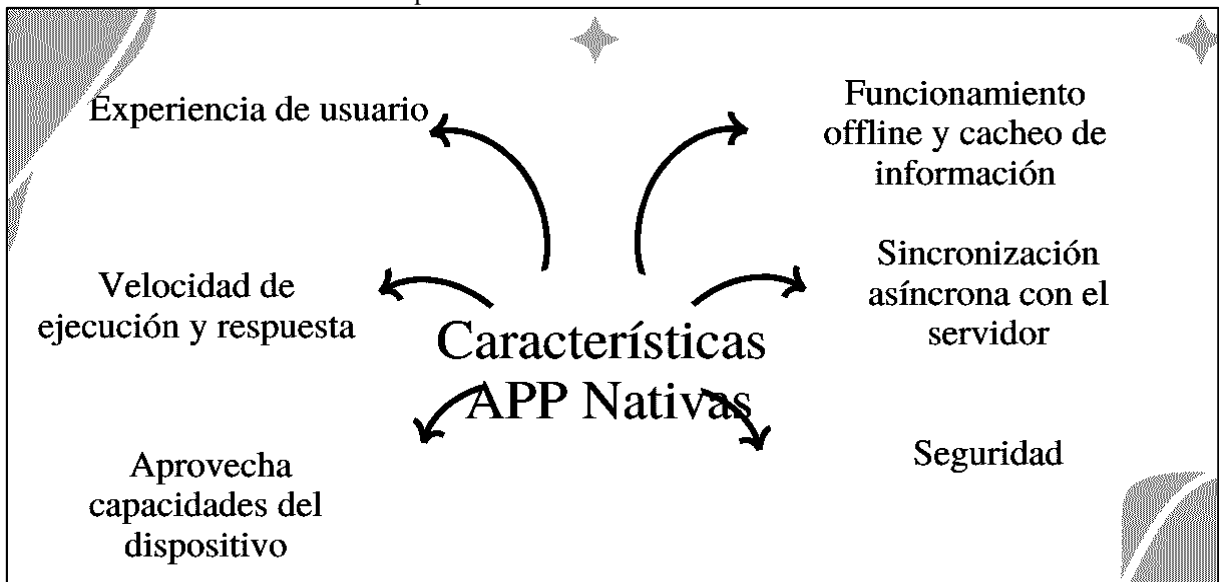 Experiencia de usuario
Velocidad de
ejecución y respuesta
Aprovecha
capacidades del
dispositivo
Características
APP Nativas
Funcionamiento
offline y cacheo de
información
Sincronización
asíncrona con el
servidor
Seguridad